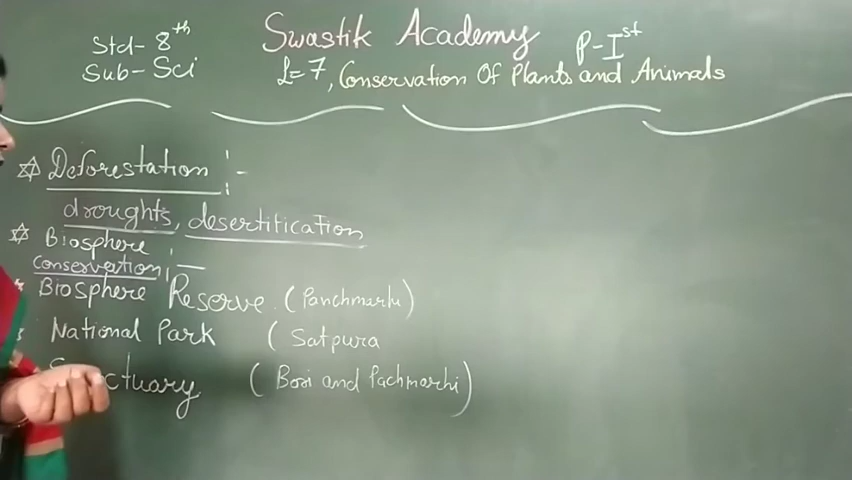 Std- 8th
Sub- Sci
Swastik Academy
P-Ist
L=7, Conservation Of Plants and Animals
Deforestation :-
droughts, desertification
Biosphere
conservation :-
Biosphere Reserve. (Panchmarhi)
National Park (Satpura
Sanctuary (Bori and Pachmarhi)